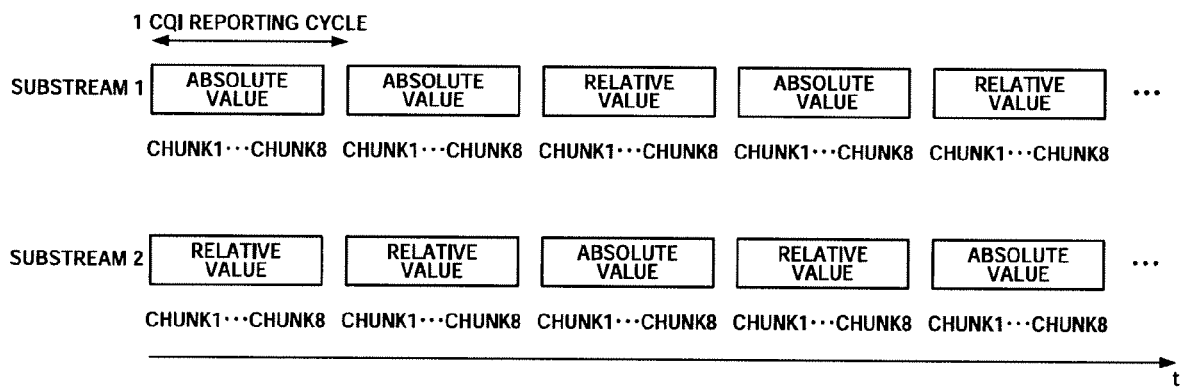 1 CQI REPORTING CYCLE
SUBSTREAM 1
ABSOLUTE VALUE
ABSOLUTE VALUE
RELATIVE VALUE
ABSOLUTE VALUE
RELATIVE VALUE
•••
CHUNK1•••CHUNK8 CHUNK1•••CHUNK8 CHUNK1•••CHUNK8 CHUNK1•••CHUNK8 CHUNK1•••CHUNK8
SUBSTREAM 2
RELATIVE VALUE
RELATIVE VALUE
ABSOLUTE VALUE
RELATIVE VALUE
ABSOLUTE VALUE
•••
CHUNK1•••CHUNK8 CHUNK1•••CHUNK8 CHUNK1•••CHUNK8 CHUNK1•••CHUNK8 CHUNK1•••CHUNK8
t